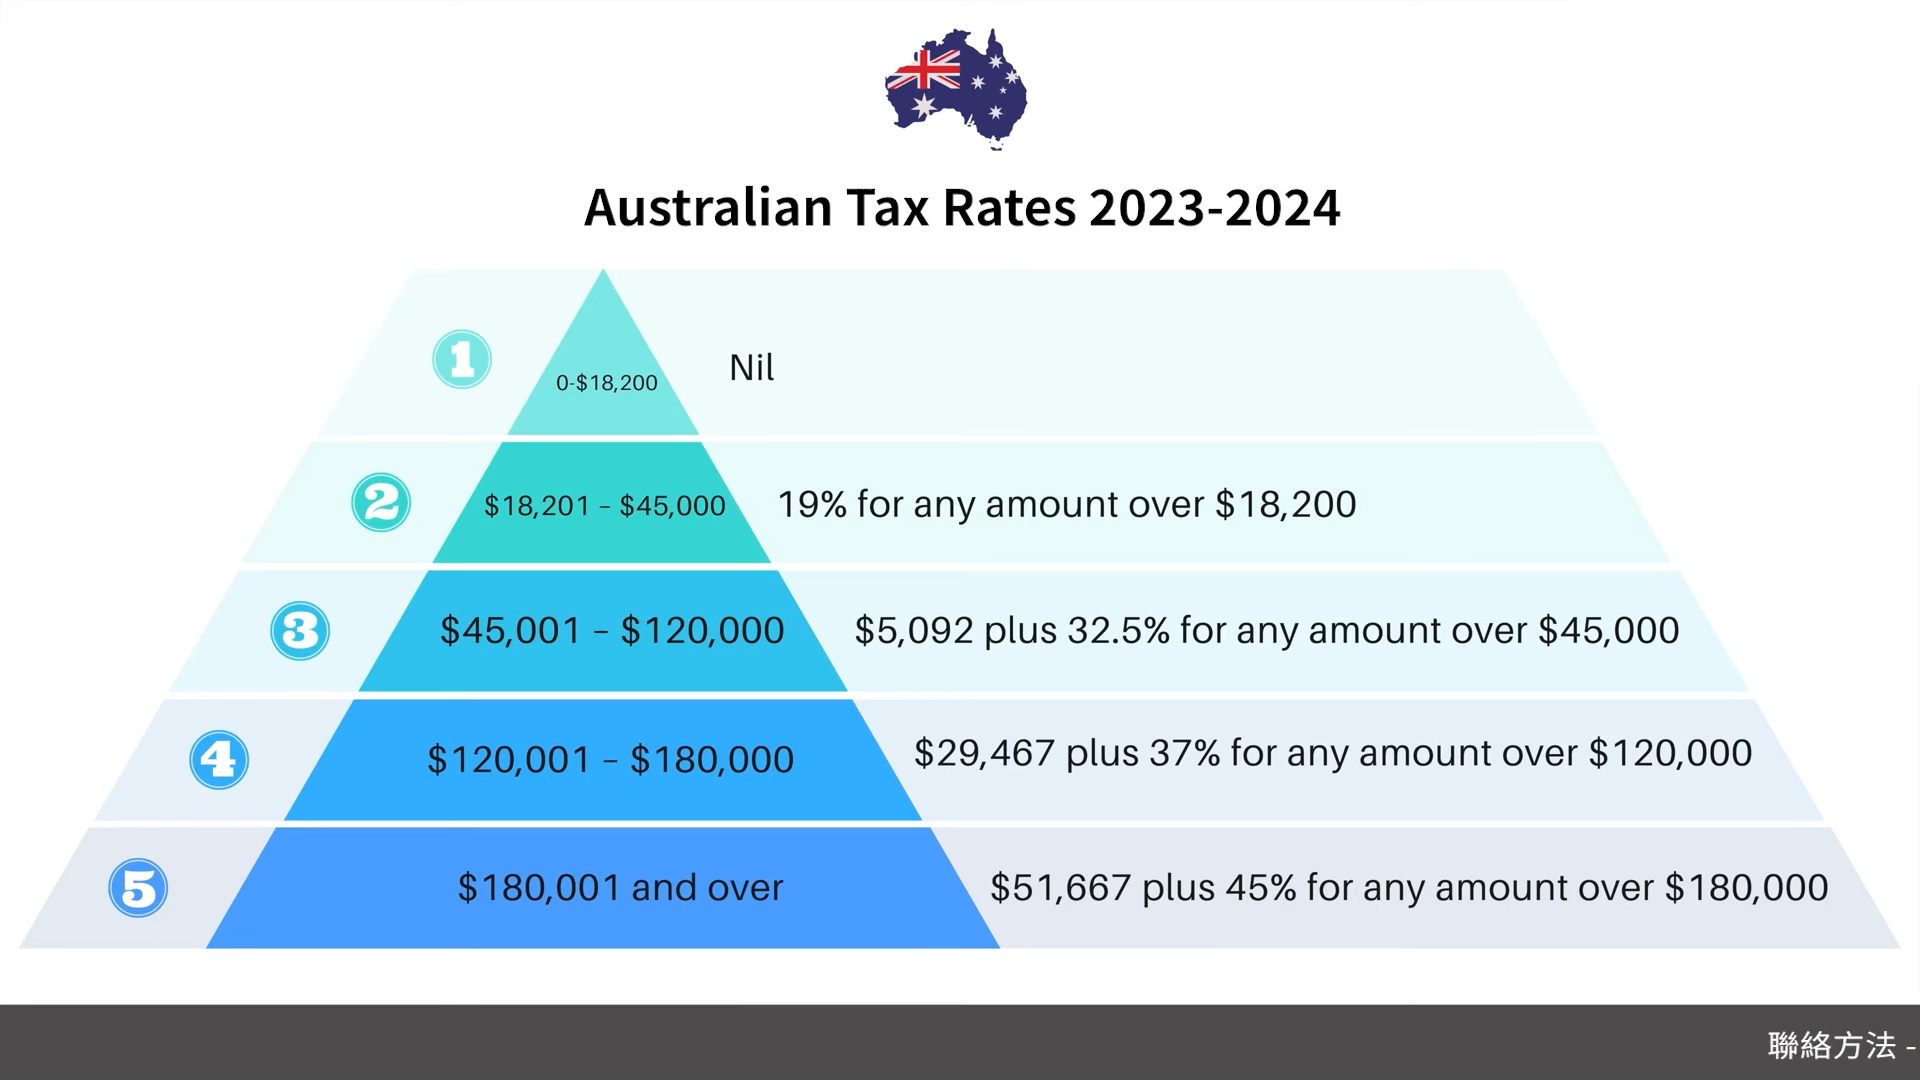 Australian Tax Rates 2023-2024
1
0-$18,200
Nil
2
$18,201 – $45,000
19% for any amount over $18,200
3
$45,001 – $120,000
$5,092 plus 32.5% for any amount over $45,000
4
$120,001 – $180,000
$29,467 plus 37% for any amount over $120,000
5
$180,001 and over
$51,667 plus 45% for any amount over $180,000
聯絡方法 -